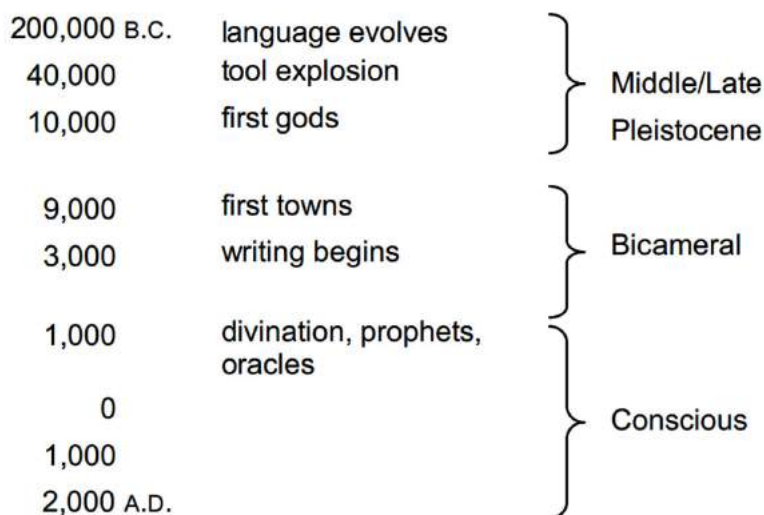 200,000 B.C. language evolves
40,000 tool explosion
Middle/Late
10,000 first gods
Pleistocene
9,000 first towns
3,000 writing begins
Bicameral
1,000 divination, prophets,
oracles
0
Conscious
1,000
2,000 A.D.